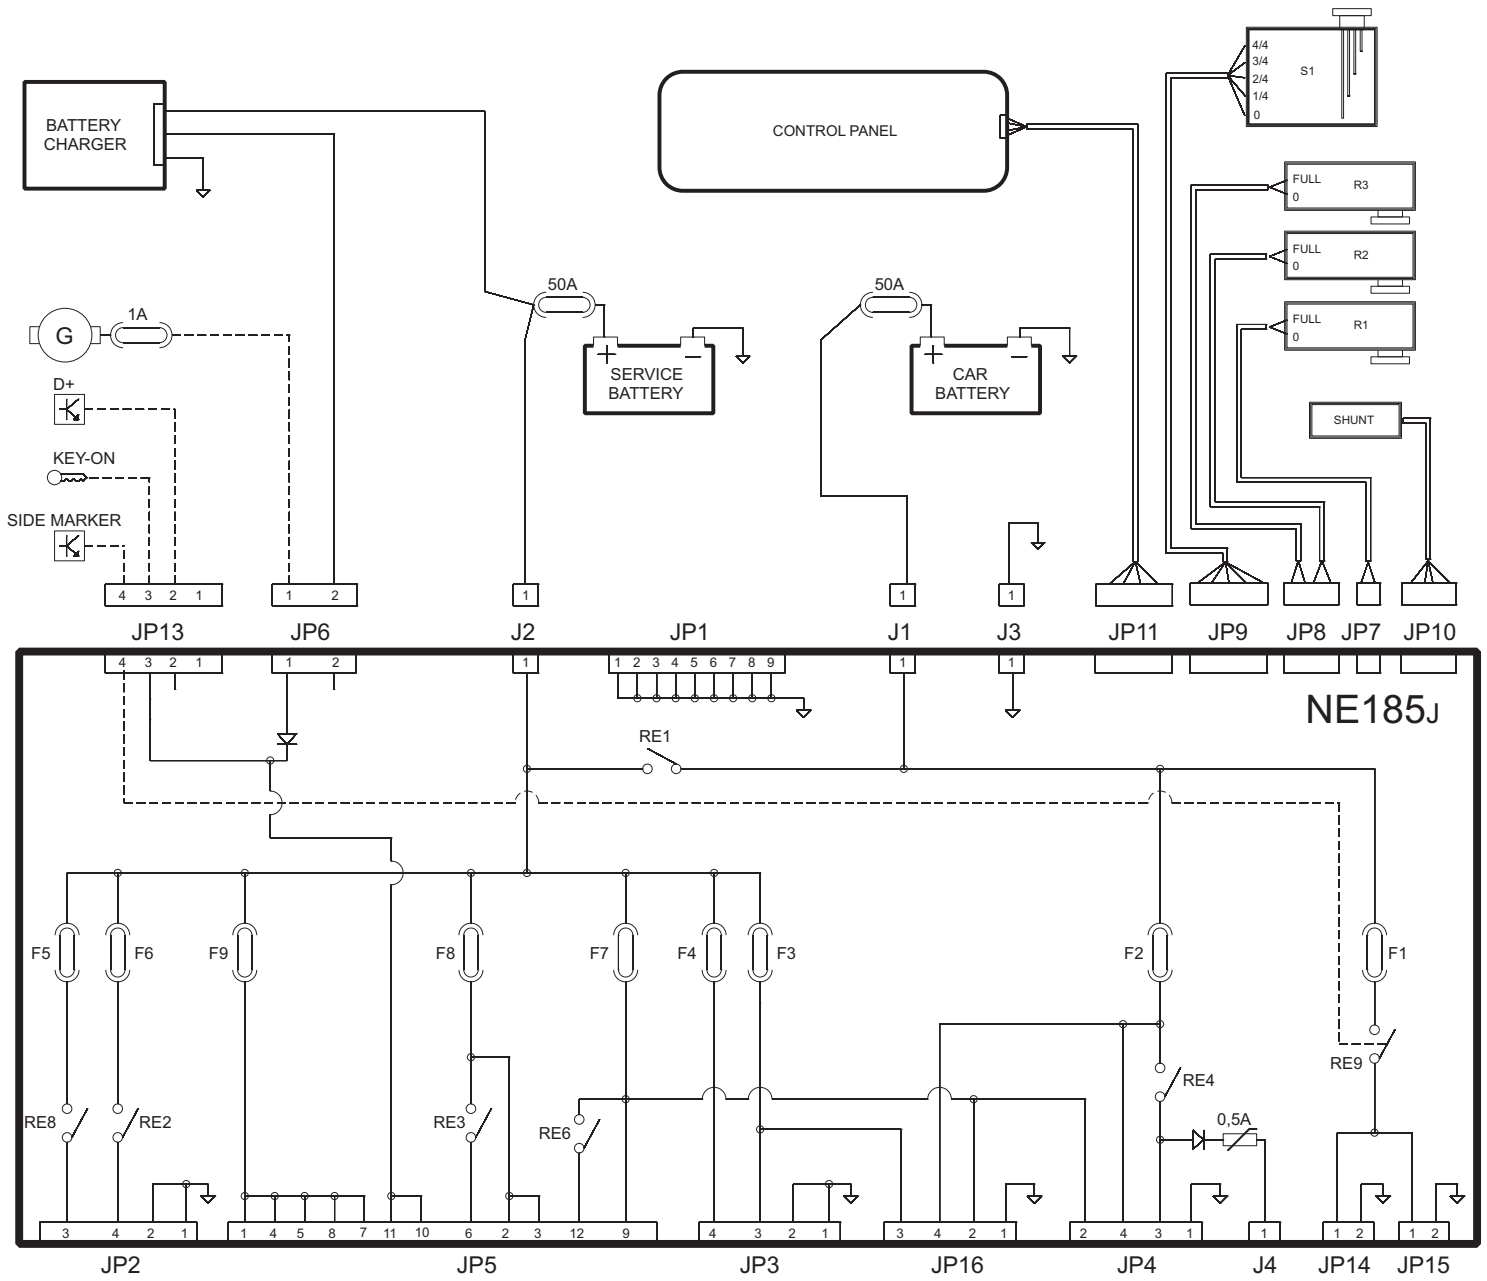 4/4
3/4
2/4
1/4
0
S1
BATTERY
CHARGER
CONTROL PANEL
FULL
0
R3
FULL
0
R2
FULL
0
R1
50A
50A
1A
G
D+
KEY-ON
SIDE MARKER
+ −
SERVICE
BATTERY
+ −
CAR
BATTERY
SHUNT
4 3 2 1
1 2
1
1
1
JP13 JP6 J2 JP1 J1 J3 JP11 JP9 JP8 JP7 JP10
4 3 2 1
1 2
1
1 2 3 4 5 6 7 8 9
1
1
NE185J
RE1
F5 F6 F9 F8 F7 F4 F3 F2 F1
RE9
RE4
RE8 RE2 RE3 RE6
0,5A
3 4 2 1
1 4 5 8 7 11 10 6 2 3 12 9
4 3 2 1
3 4 2 1
2 4 3 1
1
1 2
1 2
JP2 JP5 JP3 JP16 JP4 J4 JP14 JP15